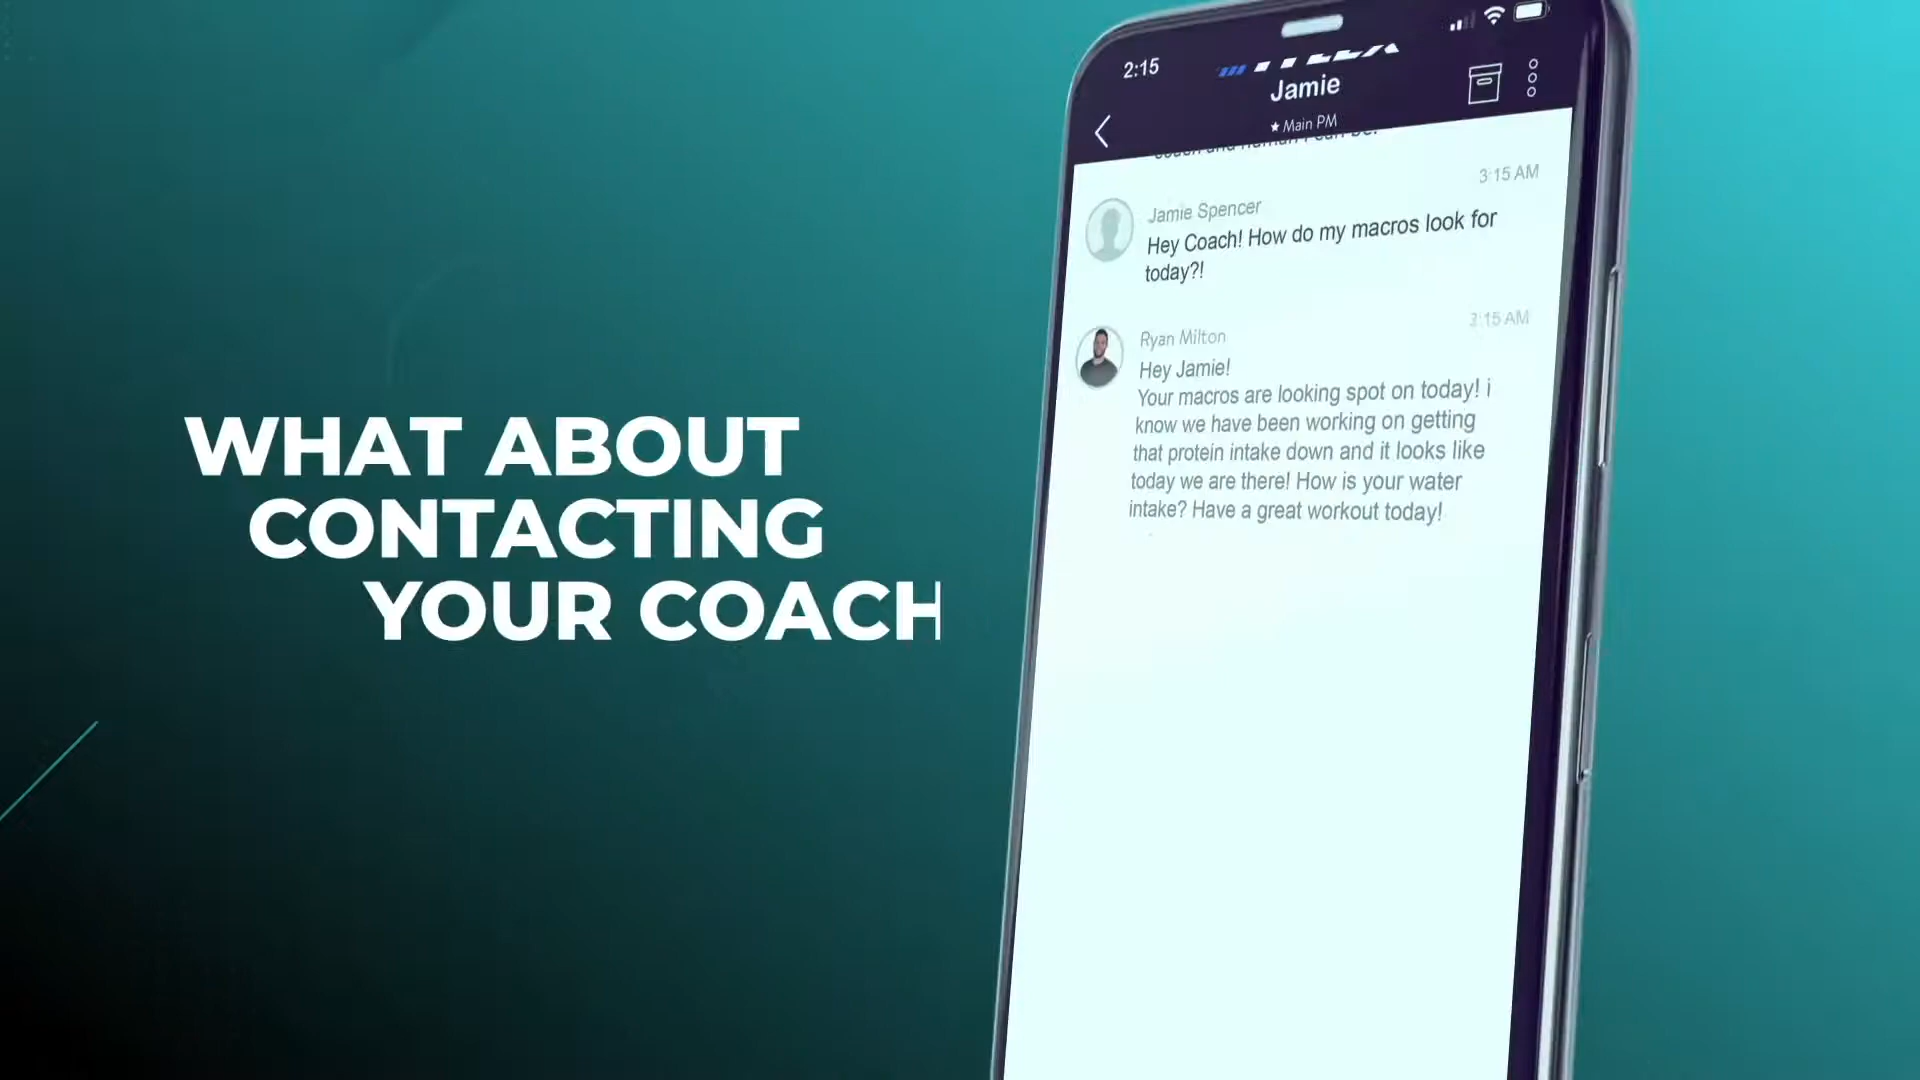 WHAT ABOUT
CONTACTING
YOUR COACH
2:15
Jamie
★ Main PM
3:15 AM
Jamie Spencer
Hey Coach! How do my macros look for
today?!
3:15 AM
Ryan Milton
Hey Jamie!
Your macros are looking spot on today! i
know we have been working on getting
that protein intake down and it looks like
today we are there! How is your water
intake? Have a great workout today!